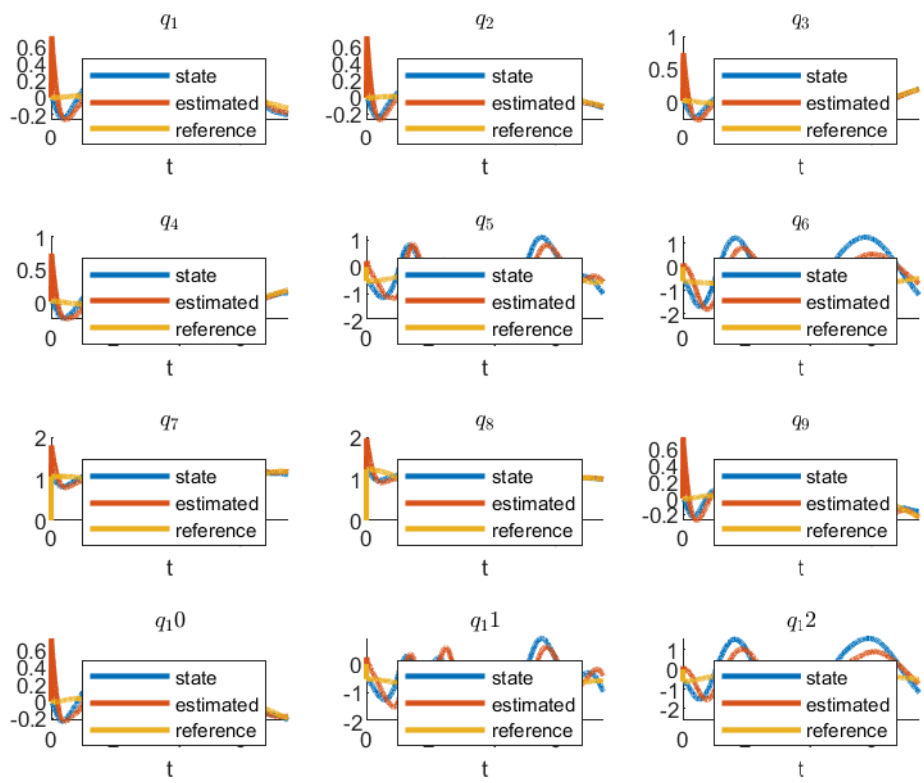 q1
q2
q3
0.6
0.4
0.2
0
-0.2
state
estimated
reference
0
t
0.6
0.4
0.2
0
-0.2
state
estimated
reference
0
t
1
0.5
0
state
estimated
reference
0
t
q4
q5
q6
1
0.5
0
state
estimated
reference
0
t
1
0
-1
-2
state
estimated
reference
0
t
1
0
-1
-2
state
estimated
reference
0
t
q7
q8
q9
2
1
0
state
estimated
reference
0
t
2
1
0
state
estimated
reference
0
t
0.6
0.4
0.2
0
-0.2
state
estimated
reference
0
t
q10
q11
q12
0.6
0.4
0.2
0
-0.2
state
estimated
reference
0
t
0
-1
-2
state
estimated
reference
0
t
1
0
-1
-2
state
estimated
reference
0
t